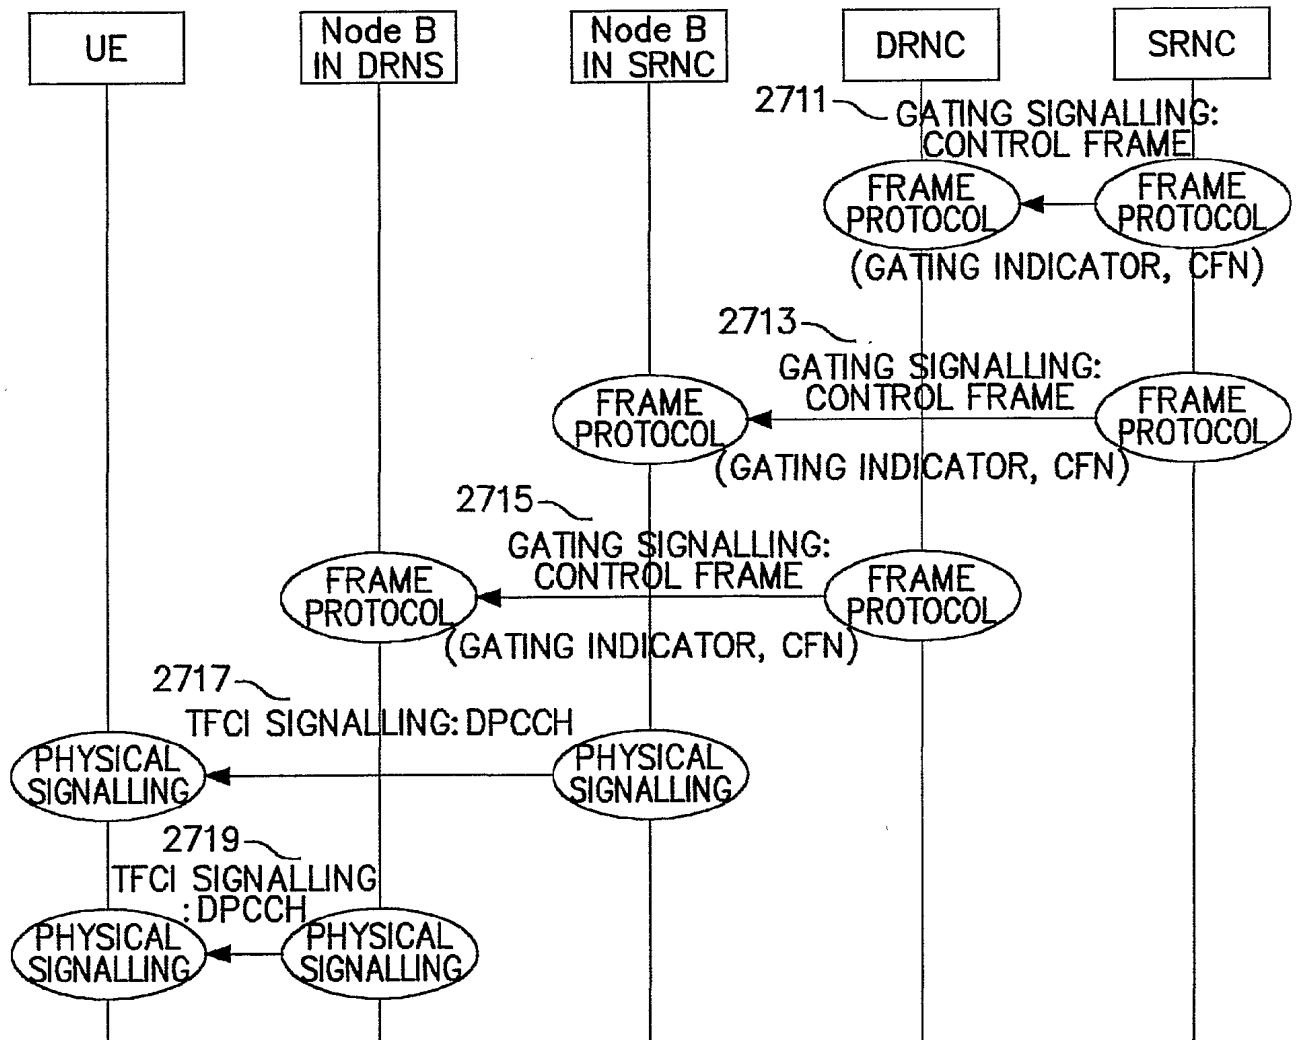 UE
Node B
IN DRNS
Node B
IN SRNC
DRNC
SRNC
2711
GATING SIGNALLING:
CONTROL FRAME
FRAME
PROTOCOL
FRAME
PROTOCOL
(GATING INDICATOR, CFN)
2713
GATING SIGNALLING:
CONTROL FRAME
FRAME
PROTOCOL
FRAME
PROTOCOL
(GATING INDICATOR, CFN)
2715
GATING SIGNALLING:
CONTROL FRAME
FRAME
PROTOCOL
FRAME
PROTOCOL
(GATING INDICATOR, CFN)
2717
TFCI SIGNALLING: DPCCH
PHYSICAL
SIGNALLING
PHYSICAL
SIGNALLING
2719
TFCI SIGNALLING
:DPCCH
PHYSICAL
SIGNALLING
PHYSICAL
SIGNALLING